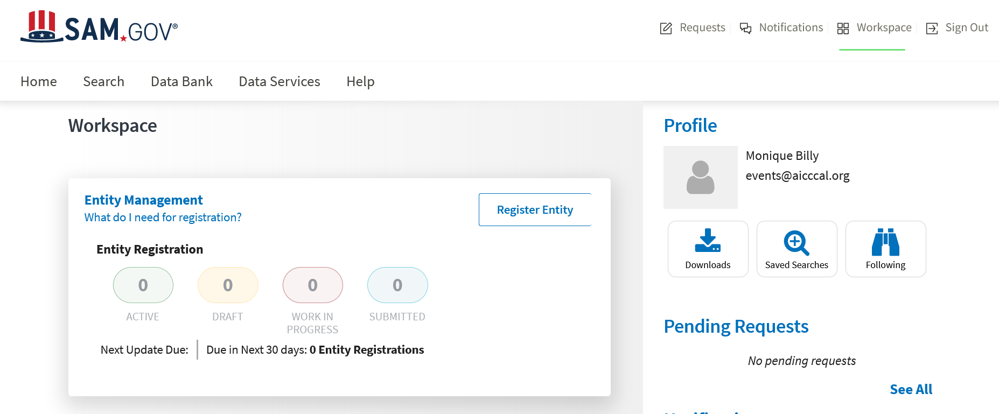 SAM.GOV®
Requests
Notifications
Workspace
Sign Out
Home
Search
Data Bank
Data Services
Help
Workspace
Entity Management
What do I need for registration?
Register Entity
Entity Registration
0
0
0
0
ACTIVE
DRAFT
WORK IN
PROGRESS
SUBMITTED
Next Update Due:
Due in Next 30 days: 0 Entity Registrations
Profile
Monique Billy
events@aicccal.org
Downloads
Saved Searches
Following
Pending Requests
No pending requests
See All